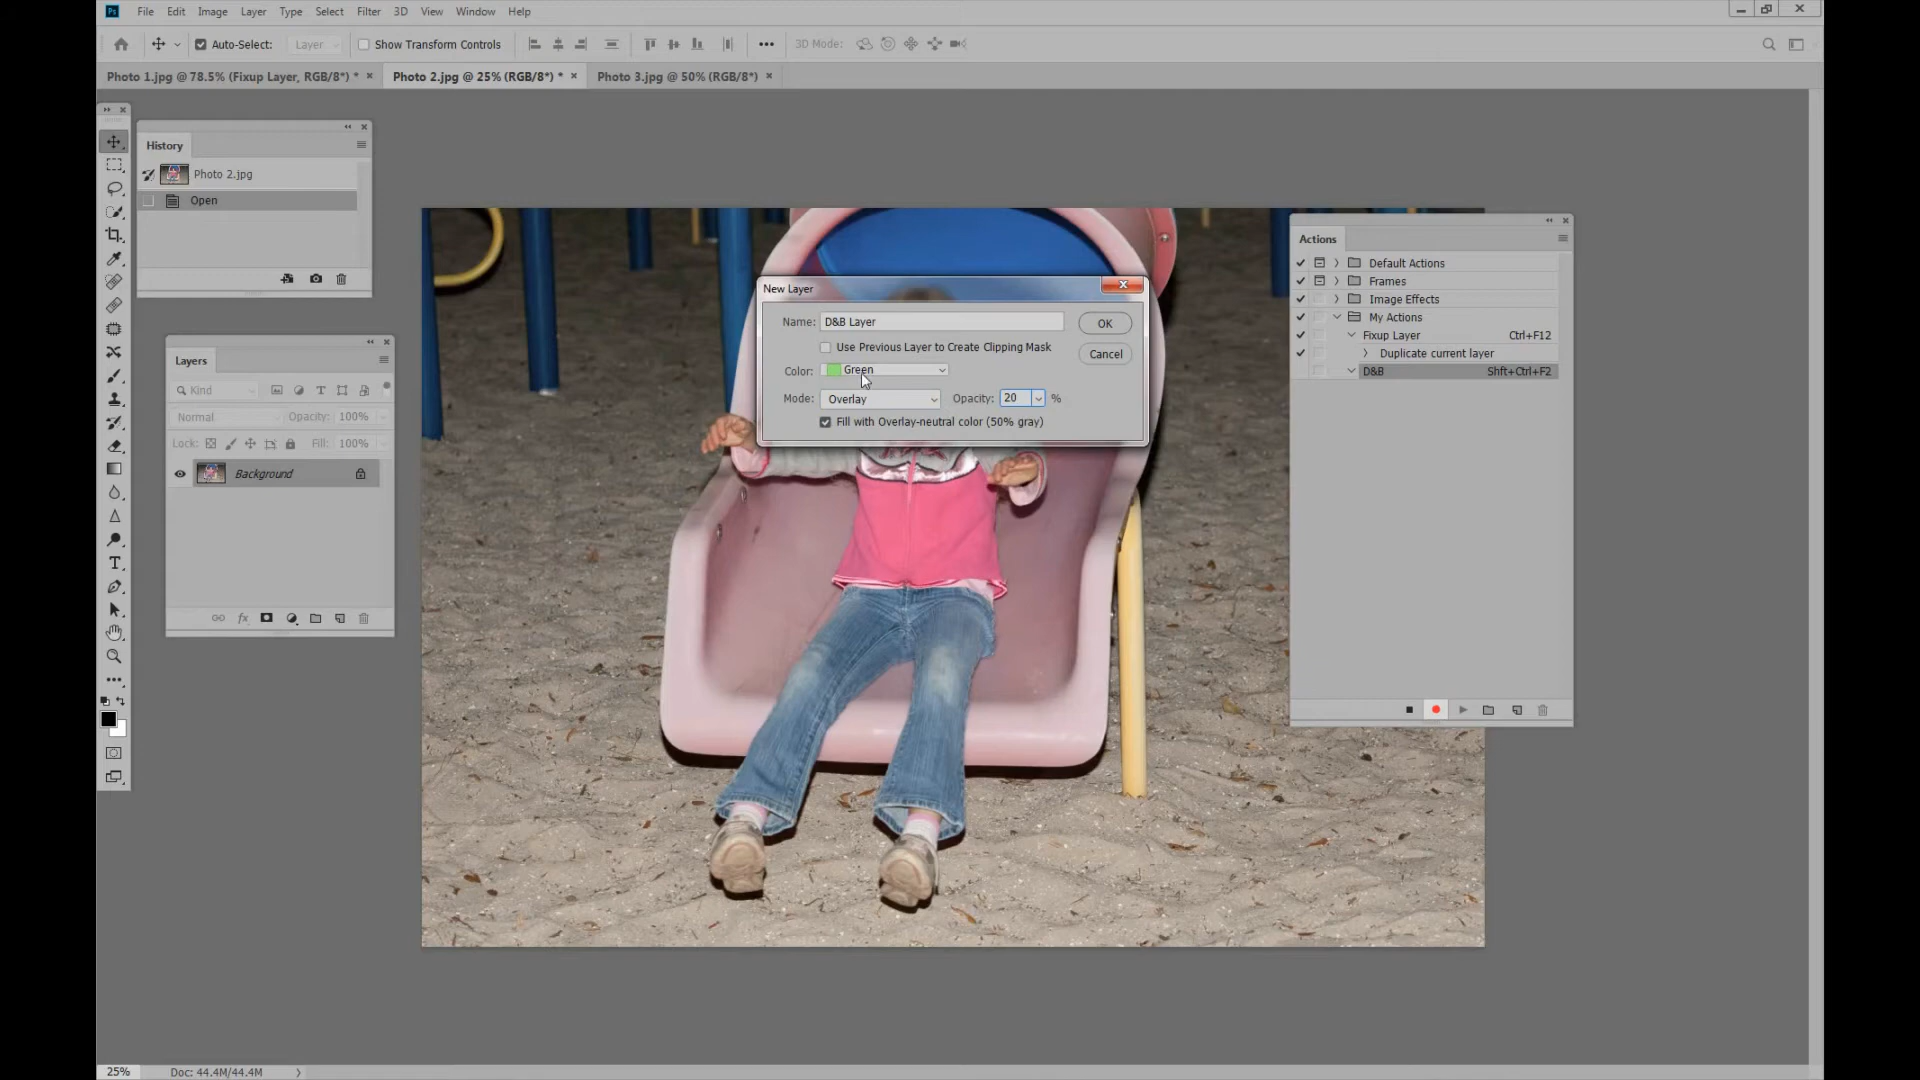 Ps File Edit Image Layer Type Select Filter 3D View Window Help
Auto-Select: Layer Show Transform Controls 3D Mode:
Photo 1.jpg @ 78.5% (Fixup Layer, RGB/8*) * Photo 2.jpg @ 25% (RGB/8*) * Photo 3.jpg @ 50% (RGB/8*)
History
Photo 2.jpg
Open
Layers
Kind
Normal Opacity: 100%
Lock: Fill: 100%
Background
New Layer
Name: D&B Layer OK
Use Previous Layer to Create Clipping Mask
Cancel
Color: Green
Mode: Overlay Opacity: 20 %
Fill with Overlay-neutral color (50% gray)
Actions
Default Actions
Frames
Image Effects
My Actions
Fixup Layer Ctrl+F12
Duplicate current layer
D&B Shft+Ctrl+F2
25% Doc: 44.4M/44.4M